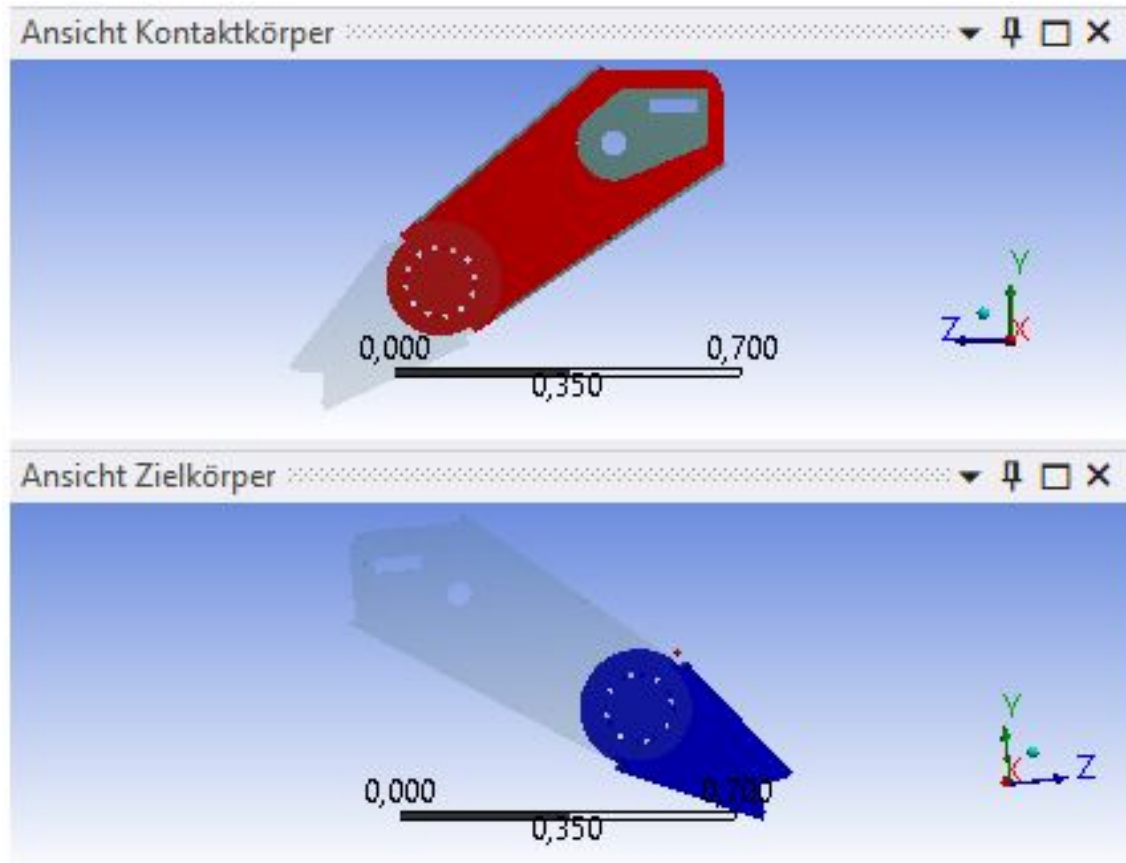 Ansicht Kontaktkörper
Y
Z X
0,000 0,700
0,350
Ansicht Zielkörper
Y
X Z
0,000 0,700
0,350